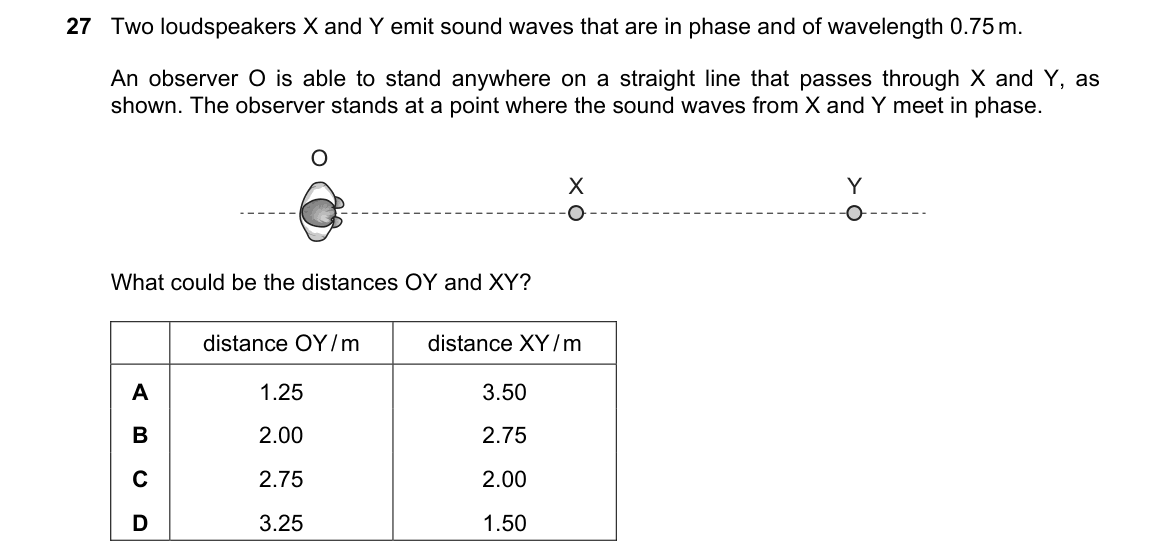 27 Two loudspeakers X and Y emit sound waves that are in phase and of wavelength 0.75 m.
An observer O is able to stand anywhere on a straight line that passes through X and Y, as
shown. The observer stands at a point where the sound waves from X and Y meet in phase.
O
X Y
What could be the distances OY and XY?
distance OY / m distance XY / m
A 1.25 3.50
B 2.00 2.75
C 2.75 2.00
D 3.25 1.50